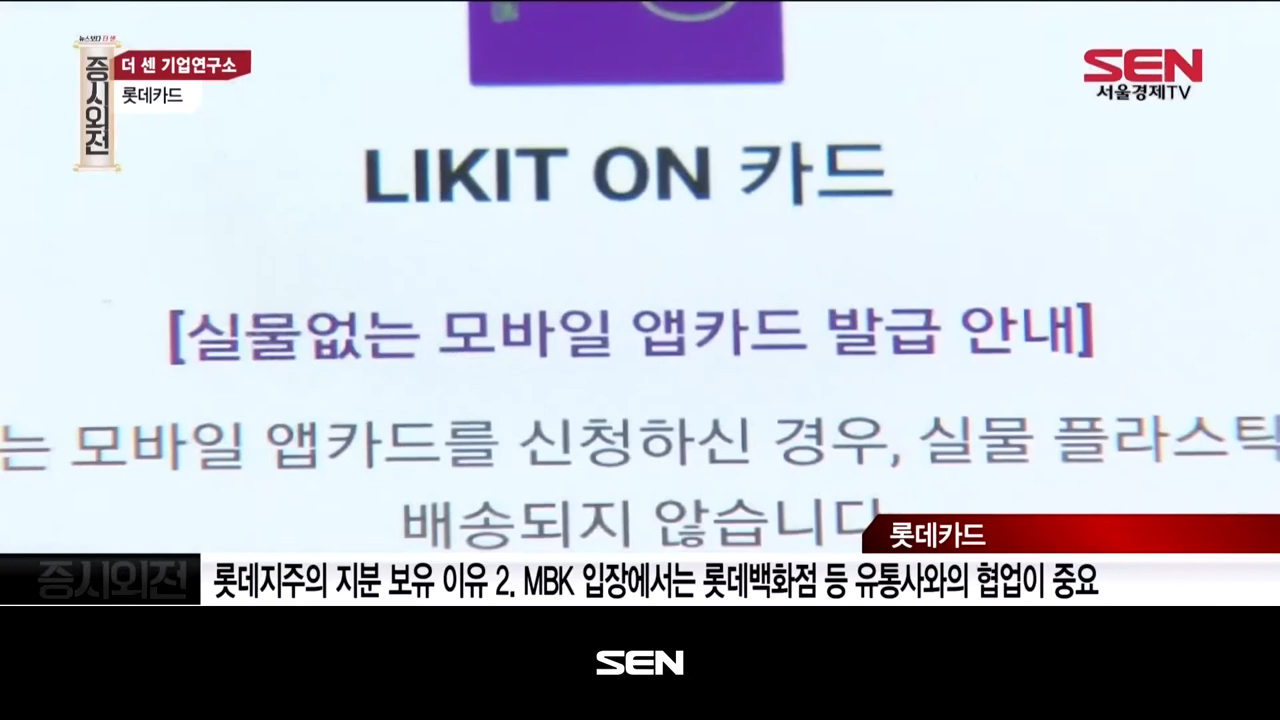 뉴스보다 더 센
증시외전
더 센 기업연구소
롯데카드
SEN
서울경제TV
LIKIT ON 카드
[실물없는 모바일 앱카드 발급 안내]
는 모바일 앱카드를 신청하신 경우, 실물 플라스틱
배송되지 않습니다
롯데카드
증시외전
롯데지주의 지분 보유 이유 2. MBK 입장에서는 롯데백화점 등 유통사와의 협업이 중요
SEN